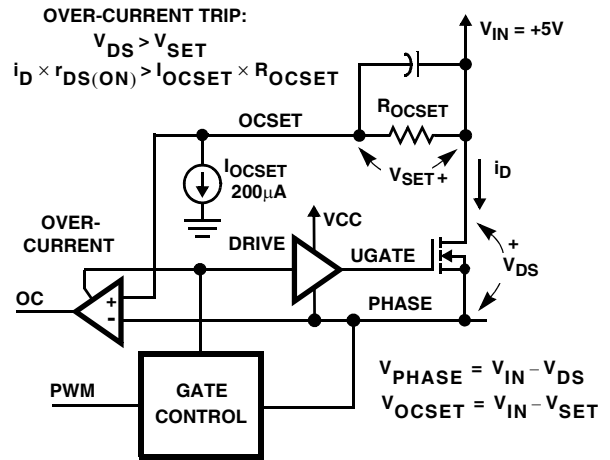 OVER-CURRENT TRIP:
VDS > VSET
iD × rDS(ON) > IOCSET × ROCSET
VIN = +5V
ROCSET
OCSET
VSET +
iD
IOCSET
200μA
VCC
OVER-
CURRENT
DRIVE
UGATE
+
VDS
-
OC
+
-
PHASE
PWM
GATE
CONTROL
VPHASE = VIN – VDS
VOCSET = VIN – VSET